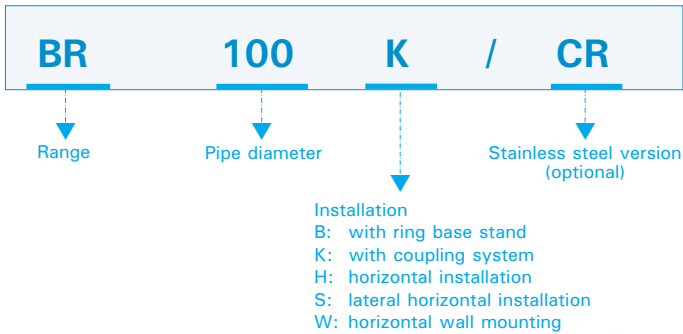 BR 100 K / CR
Range
Pipe diameter
Stainless steel version
(optional)
Installation
B: with ring base stand
K: with coupling system
H: horizontal installation
S: lateral horizontal installation
W: horizontal wall mounting